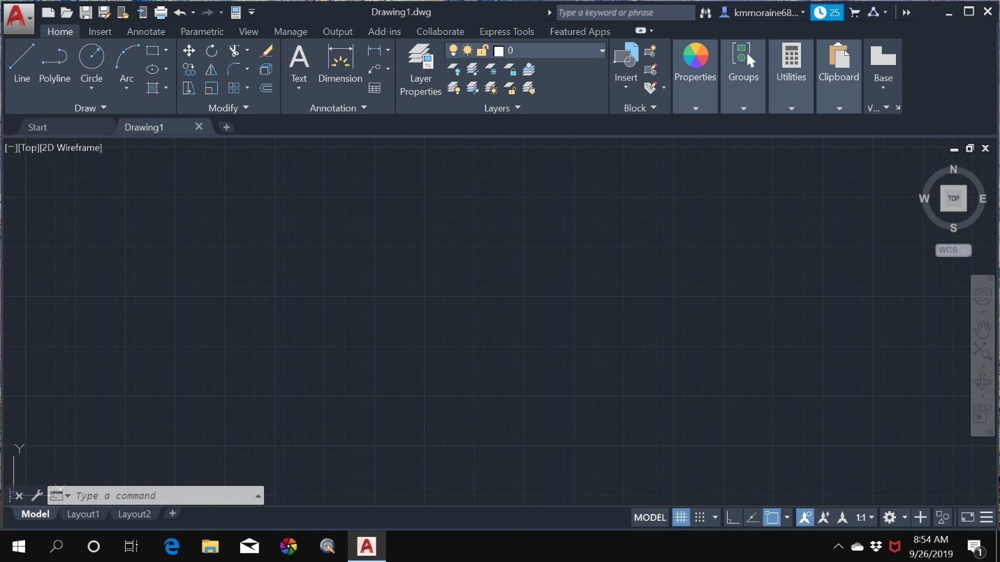 Drawing1.dwg
Type a keyword or phrase
kmmoraine68...
25
Home Insert Annotate Parametric View Manage Output Add-ins Collaborate Express Tools Featured Apps
0
Line Polyline Circle Arc
Text Dimension
Layer
Properties
Insert
Properties Groups Utilities Clipboard Base
Draw Modify Annotation Layers Block V...
Start Drawing1
[−][Top][2D Wireframe]
N
W TOP E
S
WCS
Y
X
Type a command
Model Layout1 Layout2
MODEL 1:1
8:54 AM
9/26/2019
1